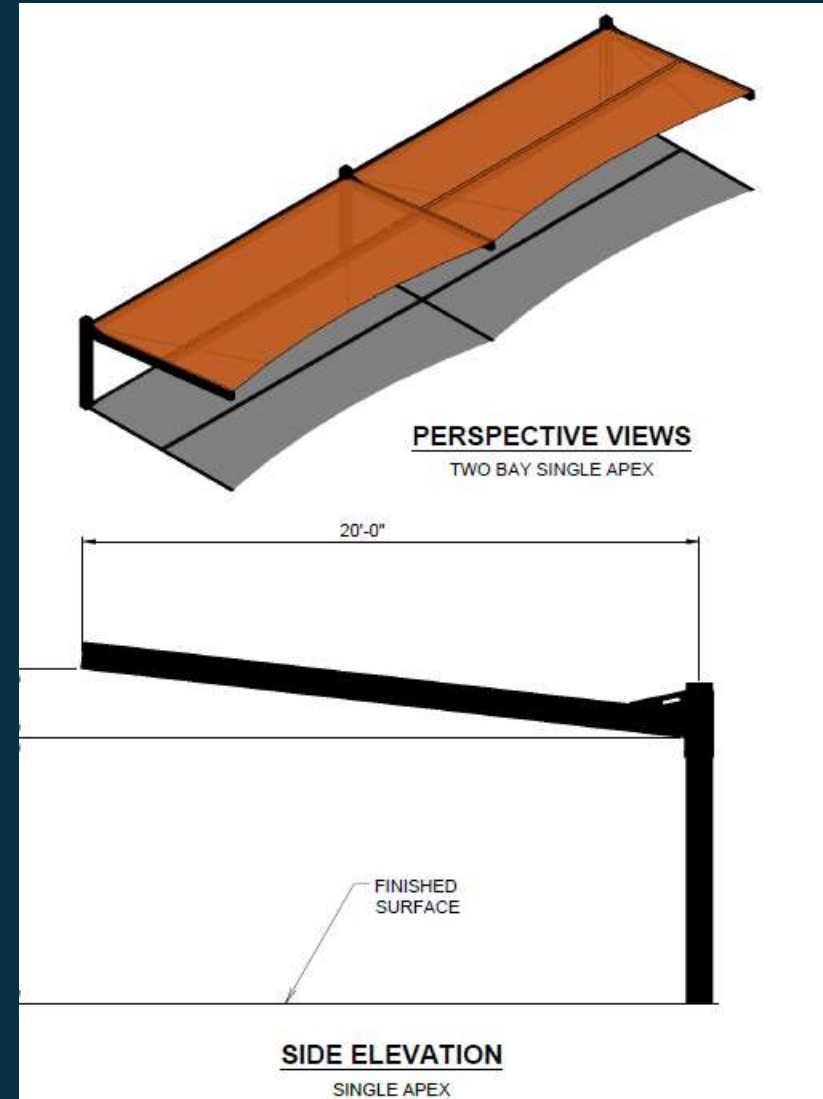 PERSPECTIVE VIEWS
TWO BAY SINGLE APEX
20'-0"
FINISHED
SURFACE
SIDE ELEVATION
SINGLE APEX